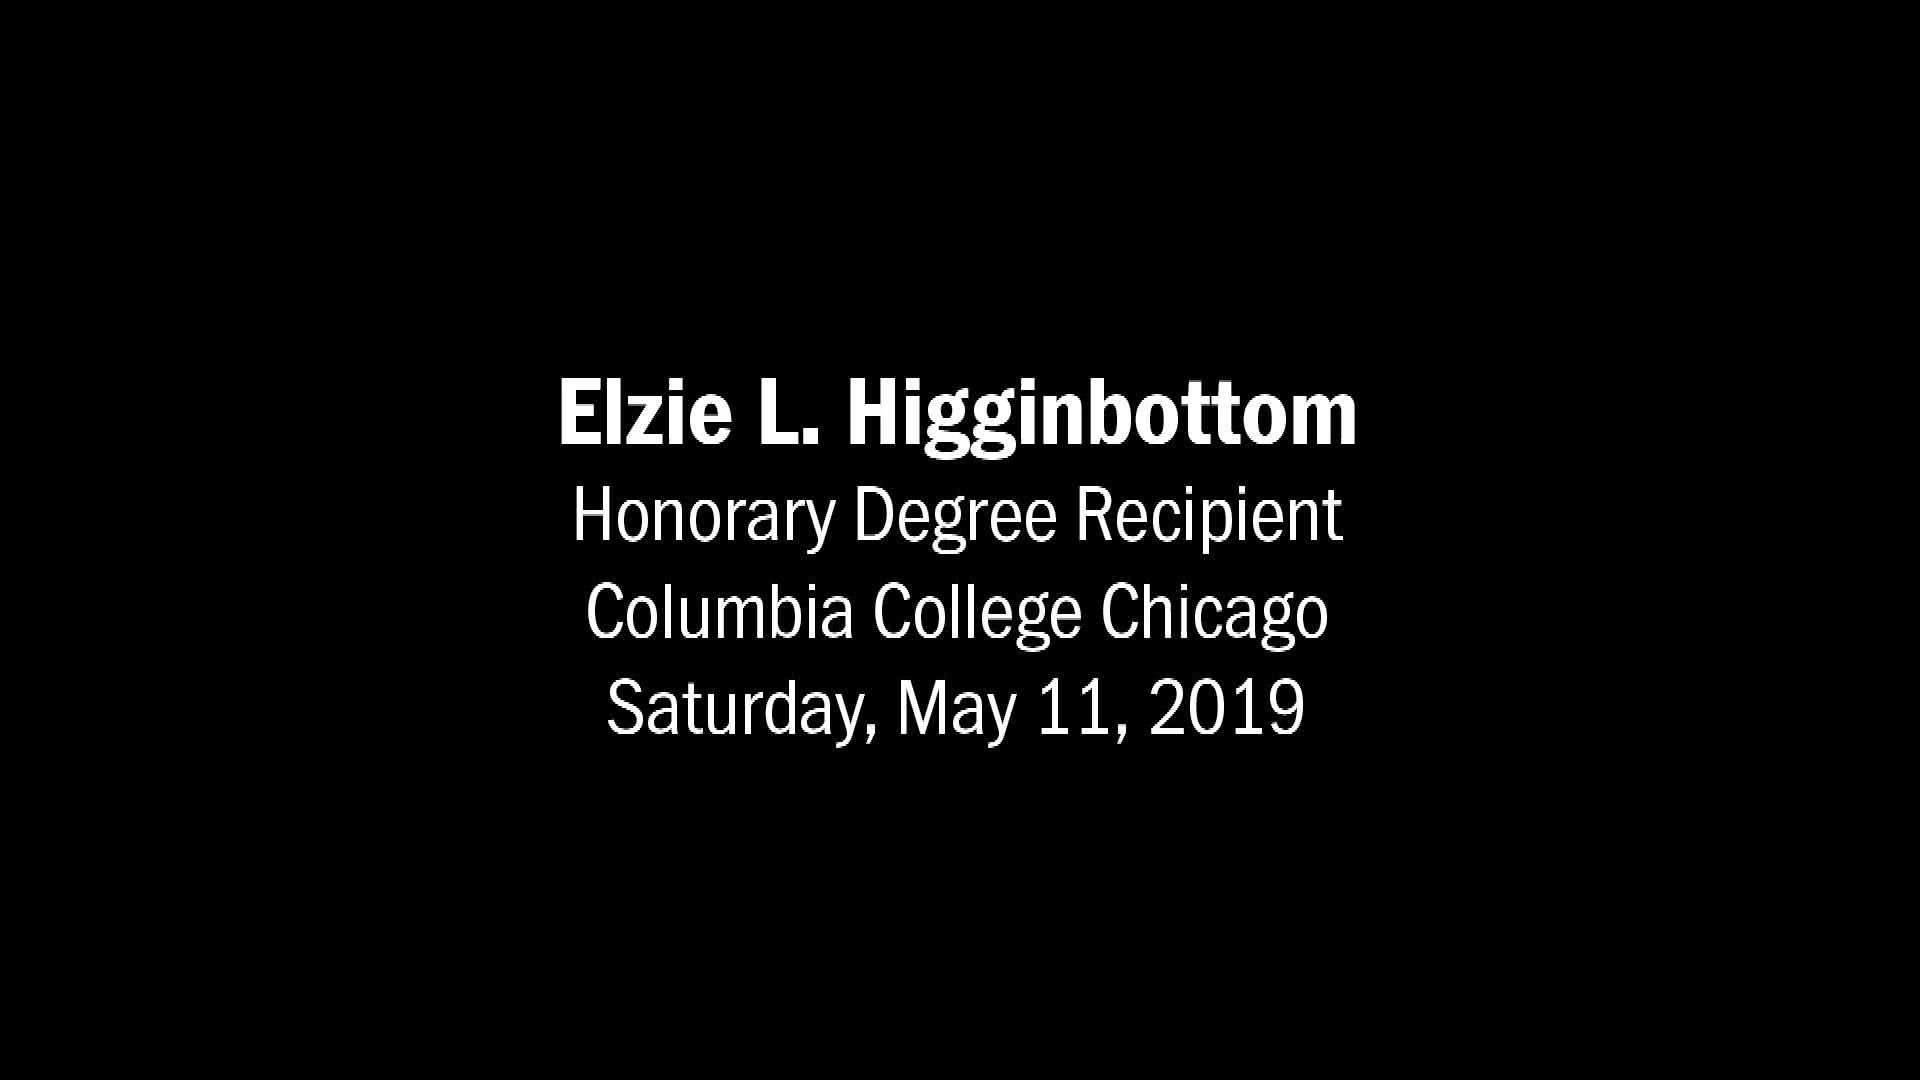 Elzie L. Higginbottom
Honorary Degree Recipient
Columbia College Chicago
Saturday, May 11, 2019